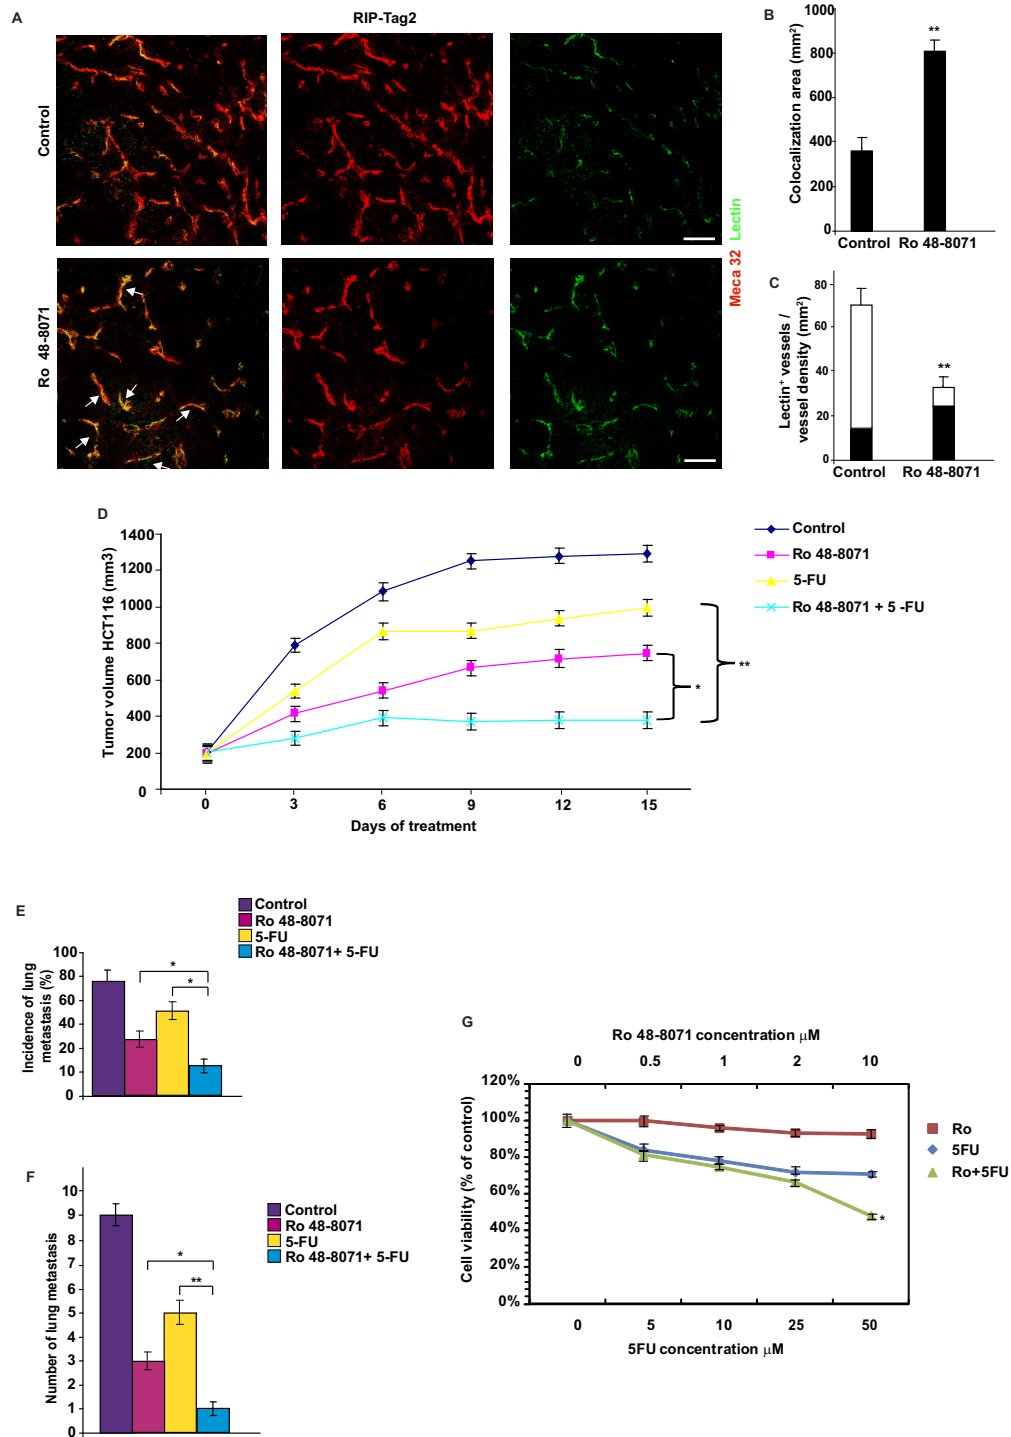 A
RIP-Tag2
Control
Ro 48-8071
Meca 32 Lectin
B
Colocalization area (mm²)
1000
800
600
400
200
0
**
Control Ro 48-8071
C
Lectin⁺ vessels /
vessel density (mm²)
80
60
40
20
0
**
Control Ro 48-8071
D
Tumor volume HCT116 (mm3)
1400
1200
1000
800
600
400
200
0
0 3 6 9 12 15
Days of treatment
Control
Ro 48-8071
5-FU
Ro 48-8071 + 5 -FU
*
**
E
Control
Ro 48-8071
5-FU
Ro 48-8071+ 5-FU
Incidence of lung
metastasis (%)
100
80
60
40
20
10
0
*
*
F
Control
Ro 48-8071
5-FU
Ro 48-8071+ 5-FU
Number of lung metastasis
10
9
8
7
6
5
4
3
2
1
0
*
**
G
Ro 48-8071 concentration μM
0 0.5 1 2 10
Cell viability (% of control)
120%
100%
80%
60%
40%
20%
0%
*
0 5 10 25 50
5FU concentration μM
Ro
5FU
Ro+5FU